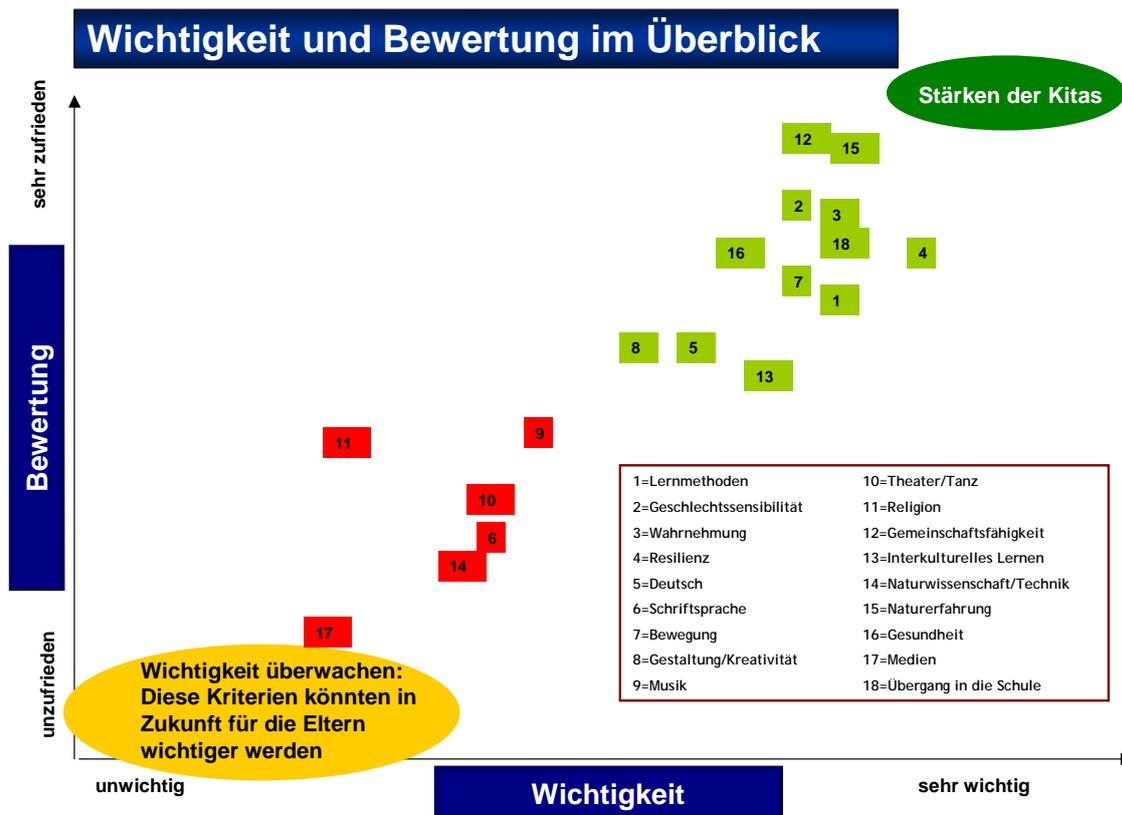 Wichtigkeit und Bewertung im Überblick
Stärken der Kitas
sehr zufrieden
Bewertung
unzufrieden
12
15
2
3
18
16
4
7
1
8
5
13
9
11
10
6
14
17
1=Lernmethoden
2=Geschlechtssensibilität
3=Wahrnehmung
4=Resilienz
5=Deutsch
6=Schriftsprache
7=Bewegung
8=Gestaltung/Kreativität
9=Musik
10=Theater/Tanz
11=Religion
12=Gemeinschaftsfähigkeit
13=Interkulturelles Lernen
14=Naturwissenschaft/Technik
15=Naturerfahrung
16=Gesundheit
17=Medien
18=Übergang in die Schule
Wichtigkeit überwachen:
Diese Kriterien könnten in
Zukunft für die Eltern
wichtiger werden
unwichtig
Wichtigkeit
sehr wichtig